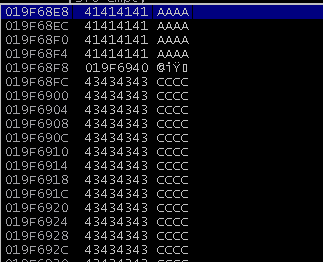 019F68E8 41414141 AAAA
019F68EC 41414141 AAAA
019F68F0 41414141 AAAA
019F68F4 41414141 AAAA
019F68F8 019F6940 @iŸ
019F68FC 43434343 CCCC
019F6900 43434343 CCCC
019F6904 43434343 CCCC
019F6908 43434343 CCCC
019F690C 43434343 CCCC
019F6910 43434343 CCCC
019F6914 43434343 CCCC
019F6918 43434343 CCCC
019F691C 43434343 CCCC
019F6920 43434343 CCCC
019F6924 43434343 CCCC
019F6928 43434343 CCCC
019F692C 43434343 CCCC